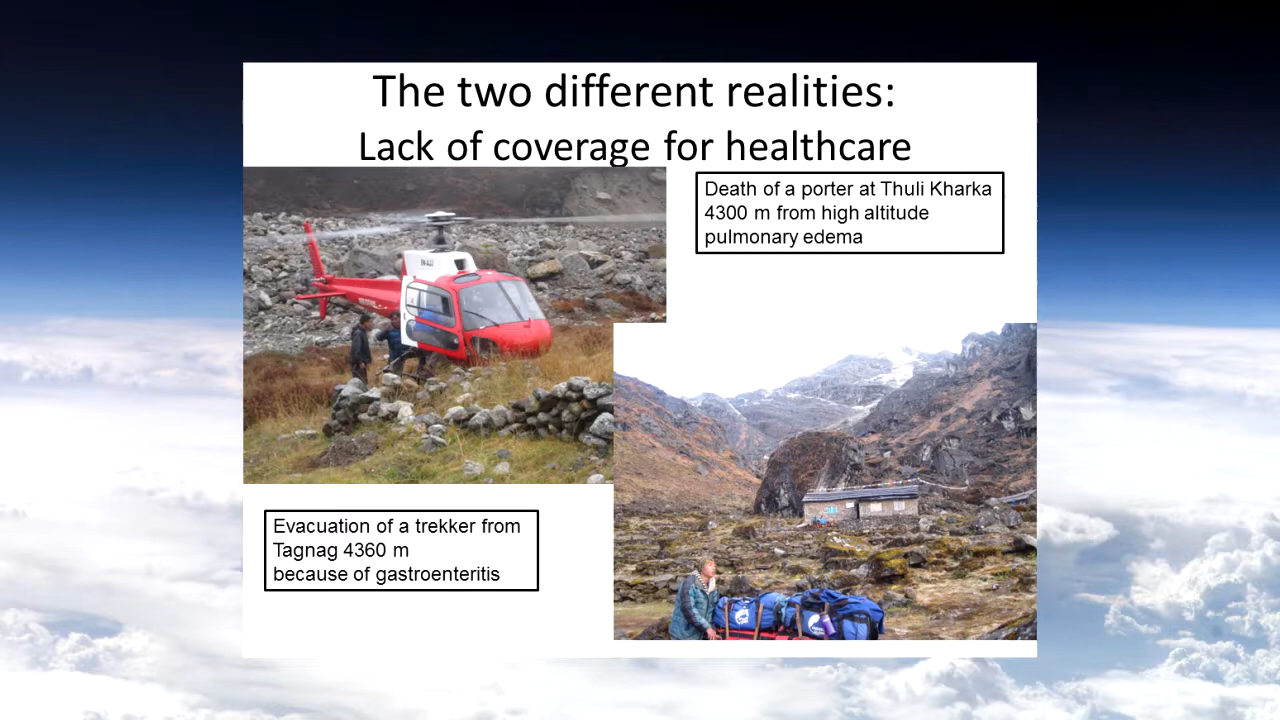 The two different realities:
Lack of coverage for healthcare
Death of a porter at Thuli Kharka
4300 m from high altitude
pulmonary edema
Evacuation of a trekker from
Tagnag 4360 m
because of gastroenteritis